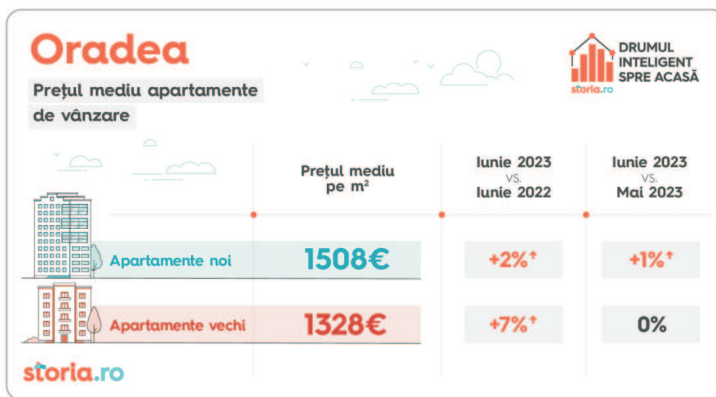 Oradea
Prețul mediu apartamente
de vânzare
DRUMUL
INTELIGENT
SPRE ACASĂ
storia.ro
Prețul mediu
pe m²
Iunie 2023
VS.
Iunie 2022
Iunie 2023
VS.
Mai 2023
Apartamente noi
1508€
+2%↑
+1%↑
Apartamente vechi
1328€
+7%↑
0%
storia.ro